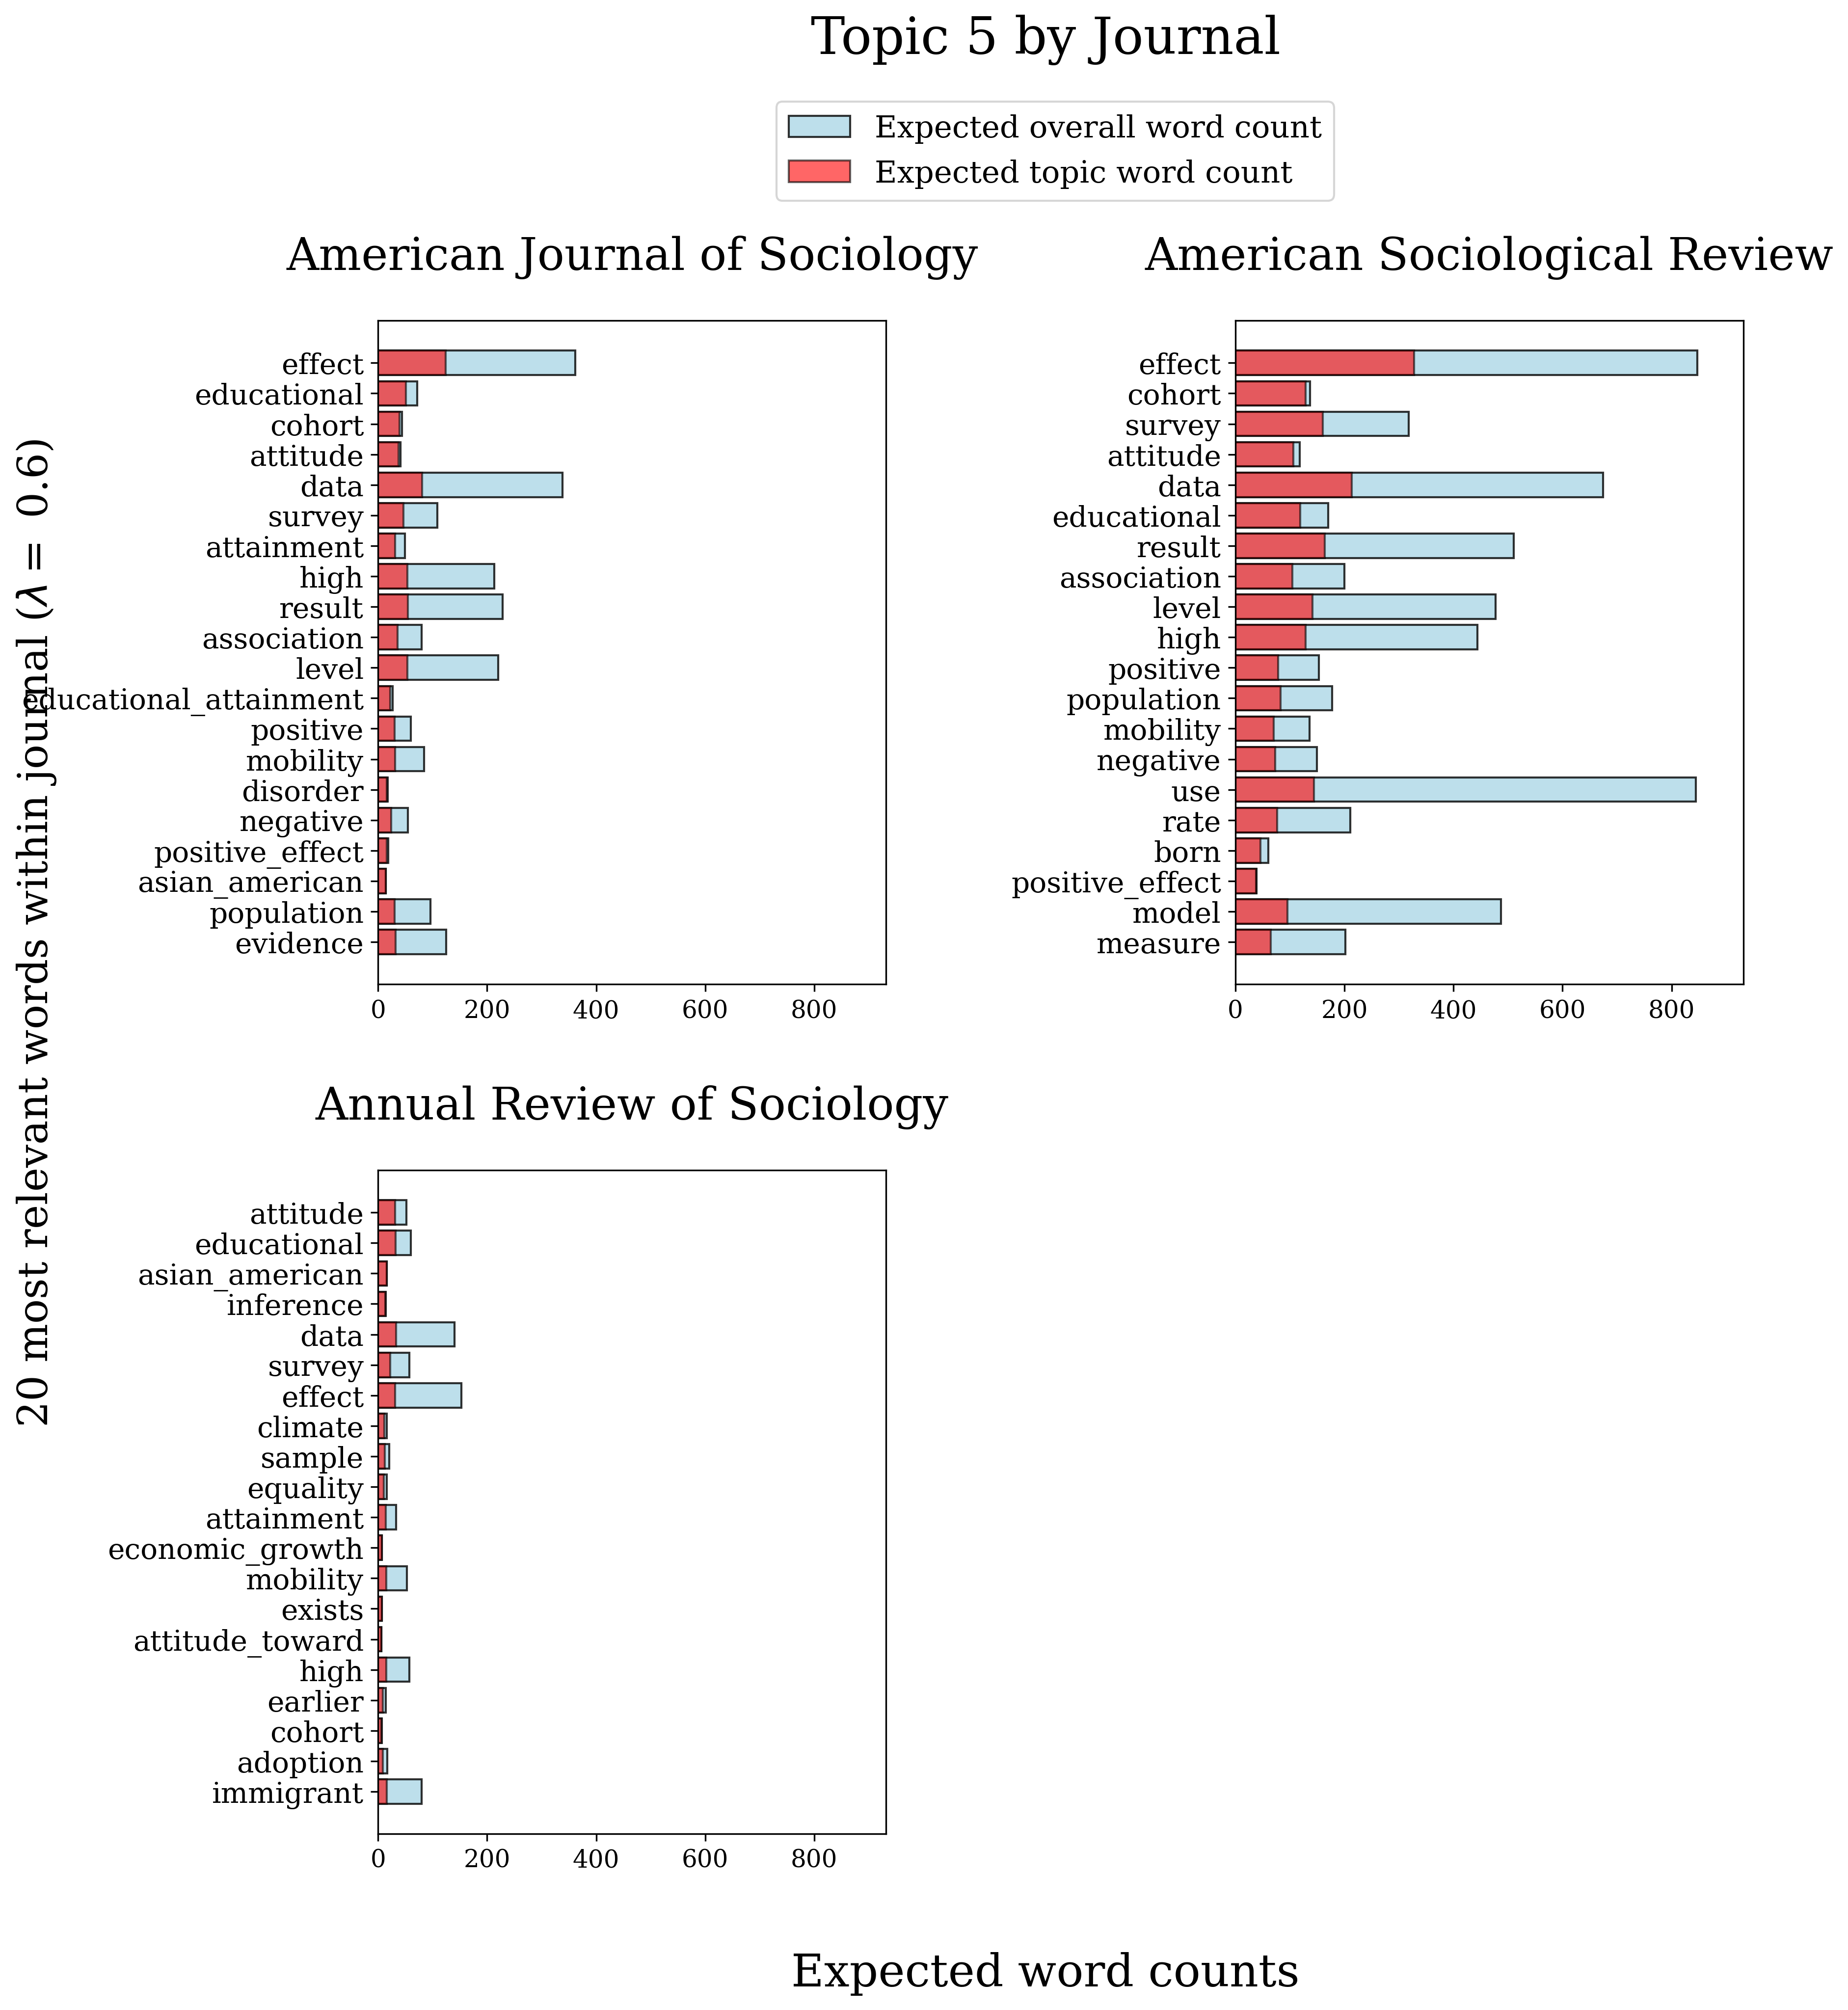 Topic 5 by Journal
Expected overall word count
Expected topic word count
20 most relevant words within journal (λ = 0.6)
American Journal of Sociology
effect
educational
cohort
attitude
data
survey
attainment
high
result
association
level
educational_attainment
positive
mobility
disorder
negative
positive_effect
asian_american
population
evidence
0 200 400 600 800
American Sociological Review
effect
cohort
survey
attitude
data
educational
result
association
level
high
positive
population
mobility
negative
use
rate
born
positive_effect
model
measure
0 200 400 600 800
Annual Review of Sociology
attitude
educational
asian_american
inference
data
survey
effect
climate
sample
equality
attainment
economic_growth
mobility
exists
attitude_toward
high
earlier
cohort
adoption
immigrant
0 200 400 600 800
Expected word counts